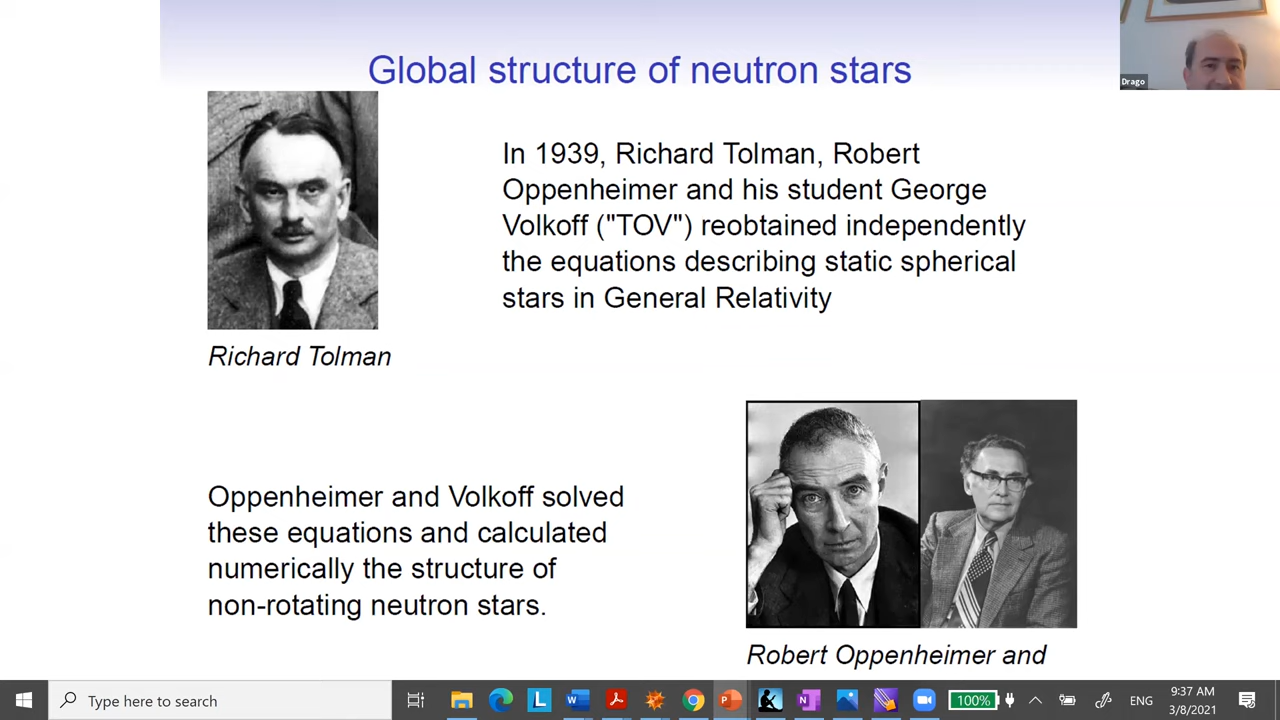 Global structure of neutron stars
Drago
In 1939, Richard Tolman, Robert
Oppenheimer and his student George
Volkoff ("TOV") reobtained independently
the equations describing static spherical
stars in General Relativity
Richard Tolman
Oppenheimer and Volkoff solved
these equations and calculated
numerically the structure of
non-rotating neutron stars.
Robert Oppenheimer and
Type here to search
L
W
P
N
100%
ENG
9:37 AM
3/8/2021